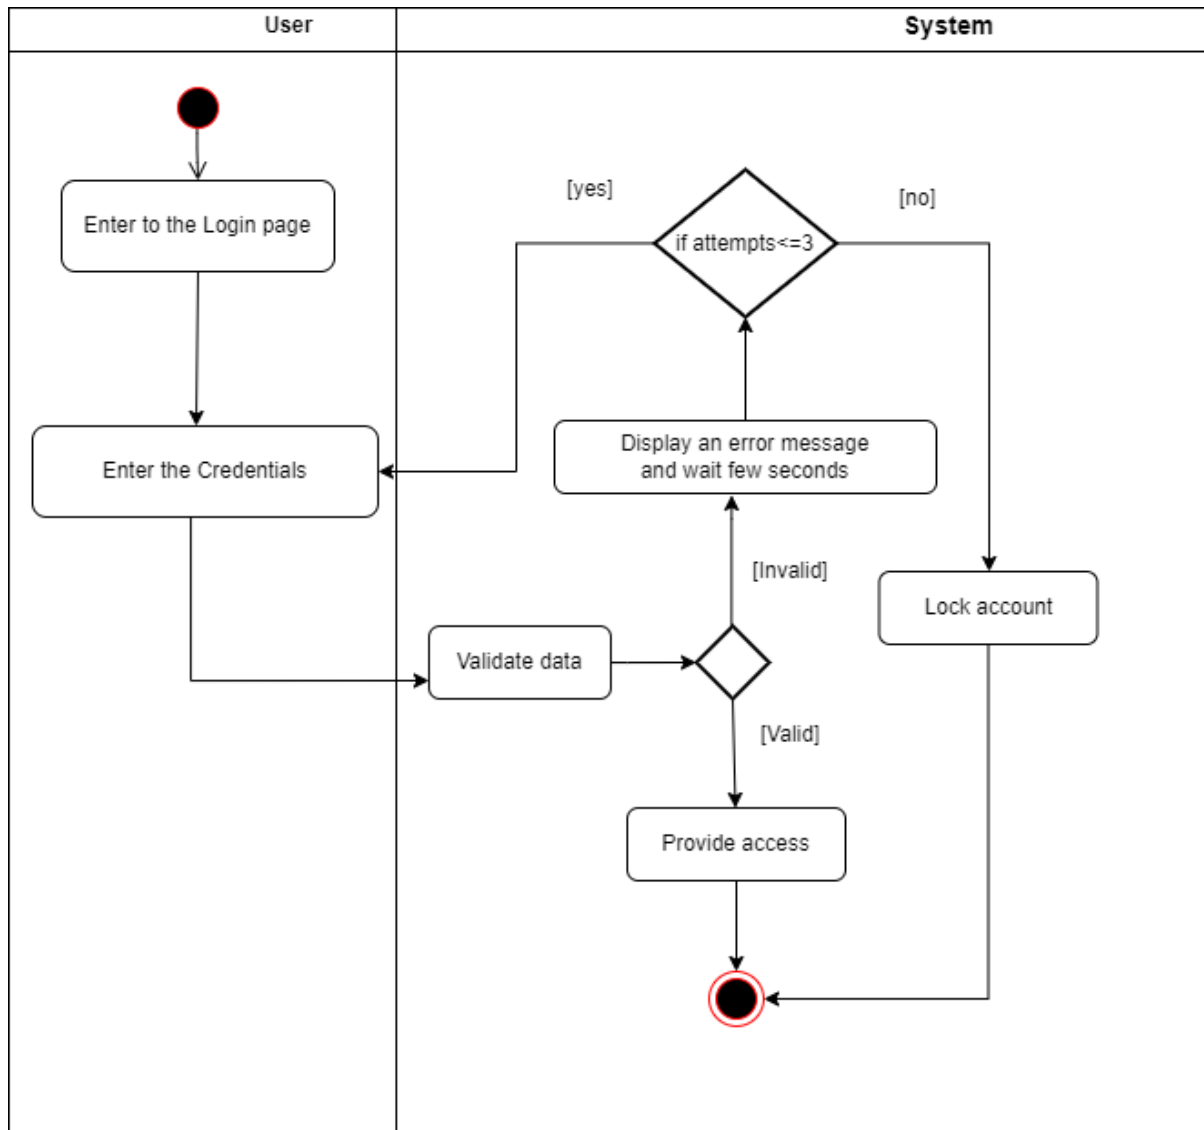 User
System
[yes]
[no]
Enter to the Login page
if attempts<=3
Display an error message
and wait few seconds
Enter the Credentials
[Invalid]
Lock account
Validate data
[Valid]
Provide access